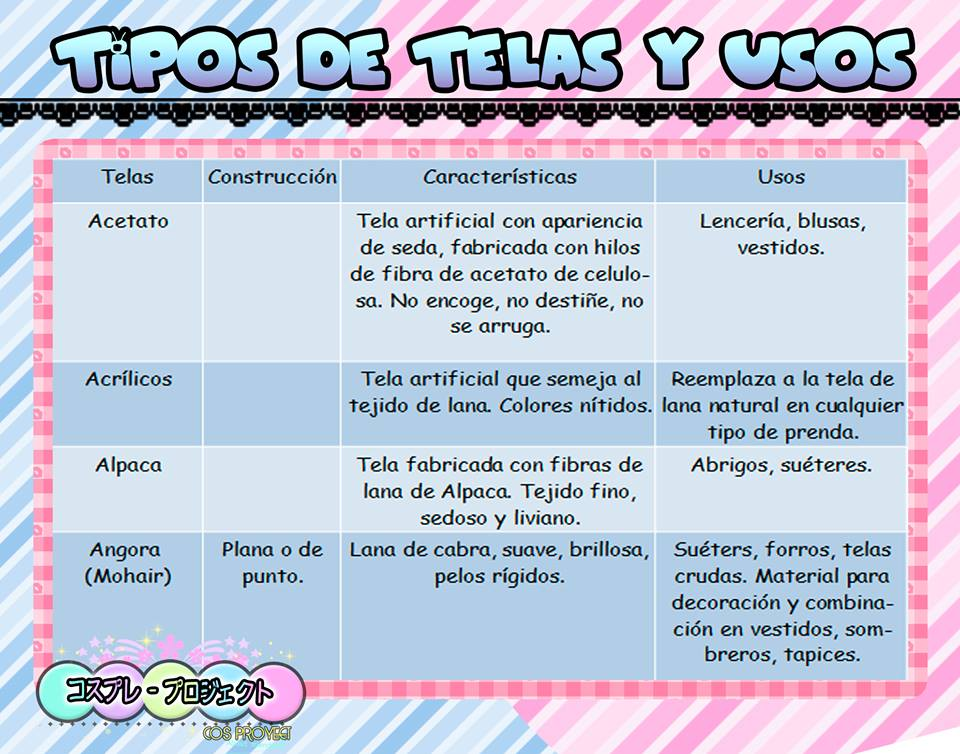 TIPOS DE TELAS Y USOS
Telas Construcción Características Usos
Acetato
Tela artificial con apariencia
de seda, fabricada con hilos
de fibra de acetato de celulo-
sa. No encoge, no destiñe, no
se arruga.
Lencería, blusas,
vestidos.
Acrílicos
Tela artificial que semeja al
tejido de lana. Colores nítidos.
Reemplaza a la tela de
lana natural en cualquier
tipo de prenda.
Alpaca
Tela fabricada con fibras de
lana de Alpaca. Tejido fino,
sedoso y liviano.
Abrigos, suéteres.
Angora
(Mohair)
Plana o de
punto.
Lana de cabra, suave, brillosa,
pelos rígidos.
Suéters, forros, telas
crudas. Material para
decoración y combina-
ción en vestidos, som-
breros, tapices.
コスプレ - プロジェクト
COS PROYECT